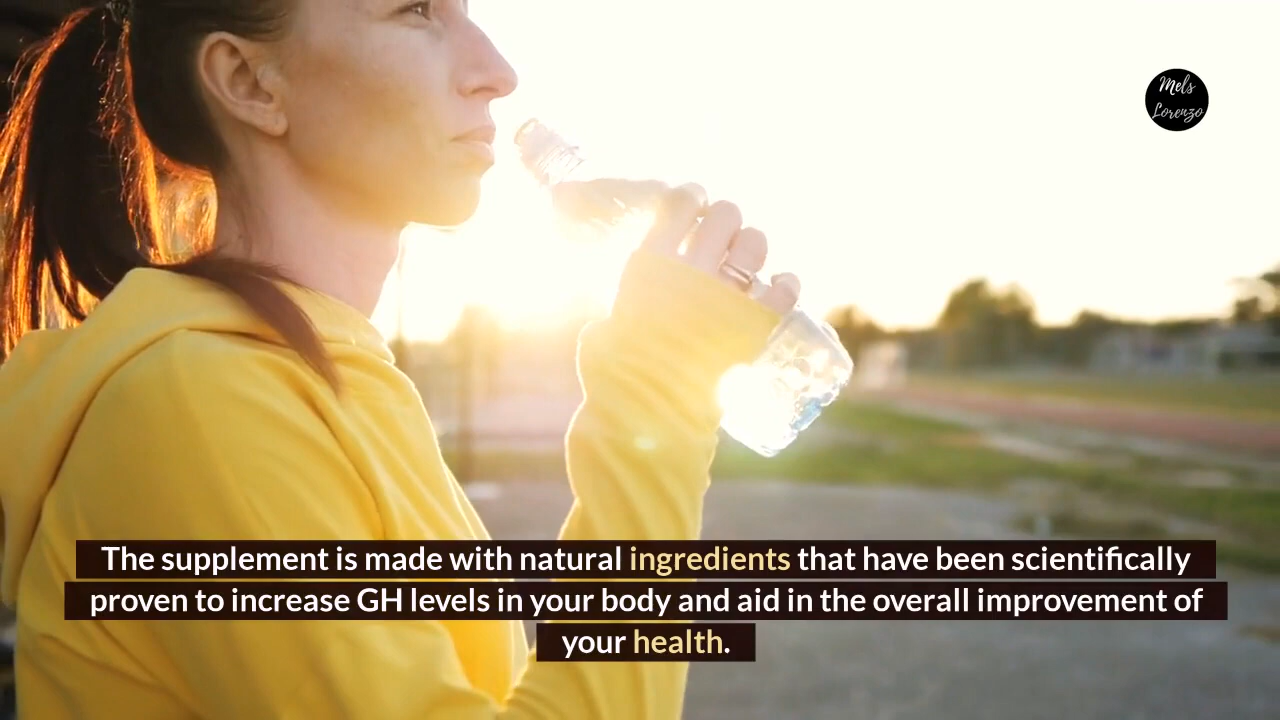 Mels
Lorenzo
The supplement is made with natural ingredients that have been scientifically
proven to increase GH levels in your body and aid in the overall improvement of
your health.